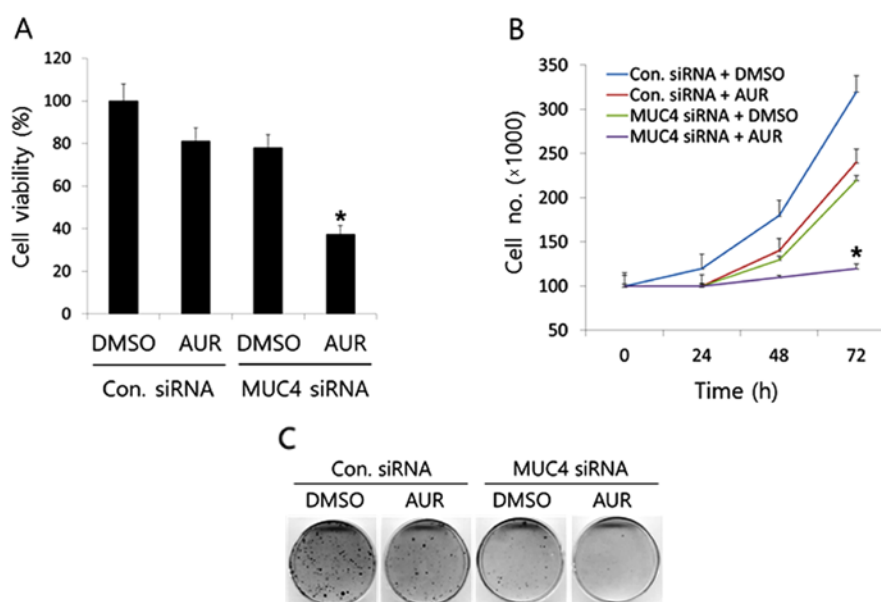 A
Cell viability (%)
120
100
80
60
40
20
0
*
DMSO AUR DMSO AUR
Con. siRNA MUC4 siRNA
B
Cell no. (×1000)
350
300
250
200
150
100
50
Con. siRNA + DMSO
Con. siRNA + AUR
MUC4 siRNA + DMSO
MUC4 siRNA + AUR
*
0 24 48 72
Time (h)
C
Con. siRNA MUC4 siRNA
DMSO AUR DMSO AUR